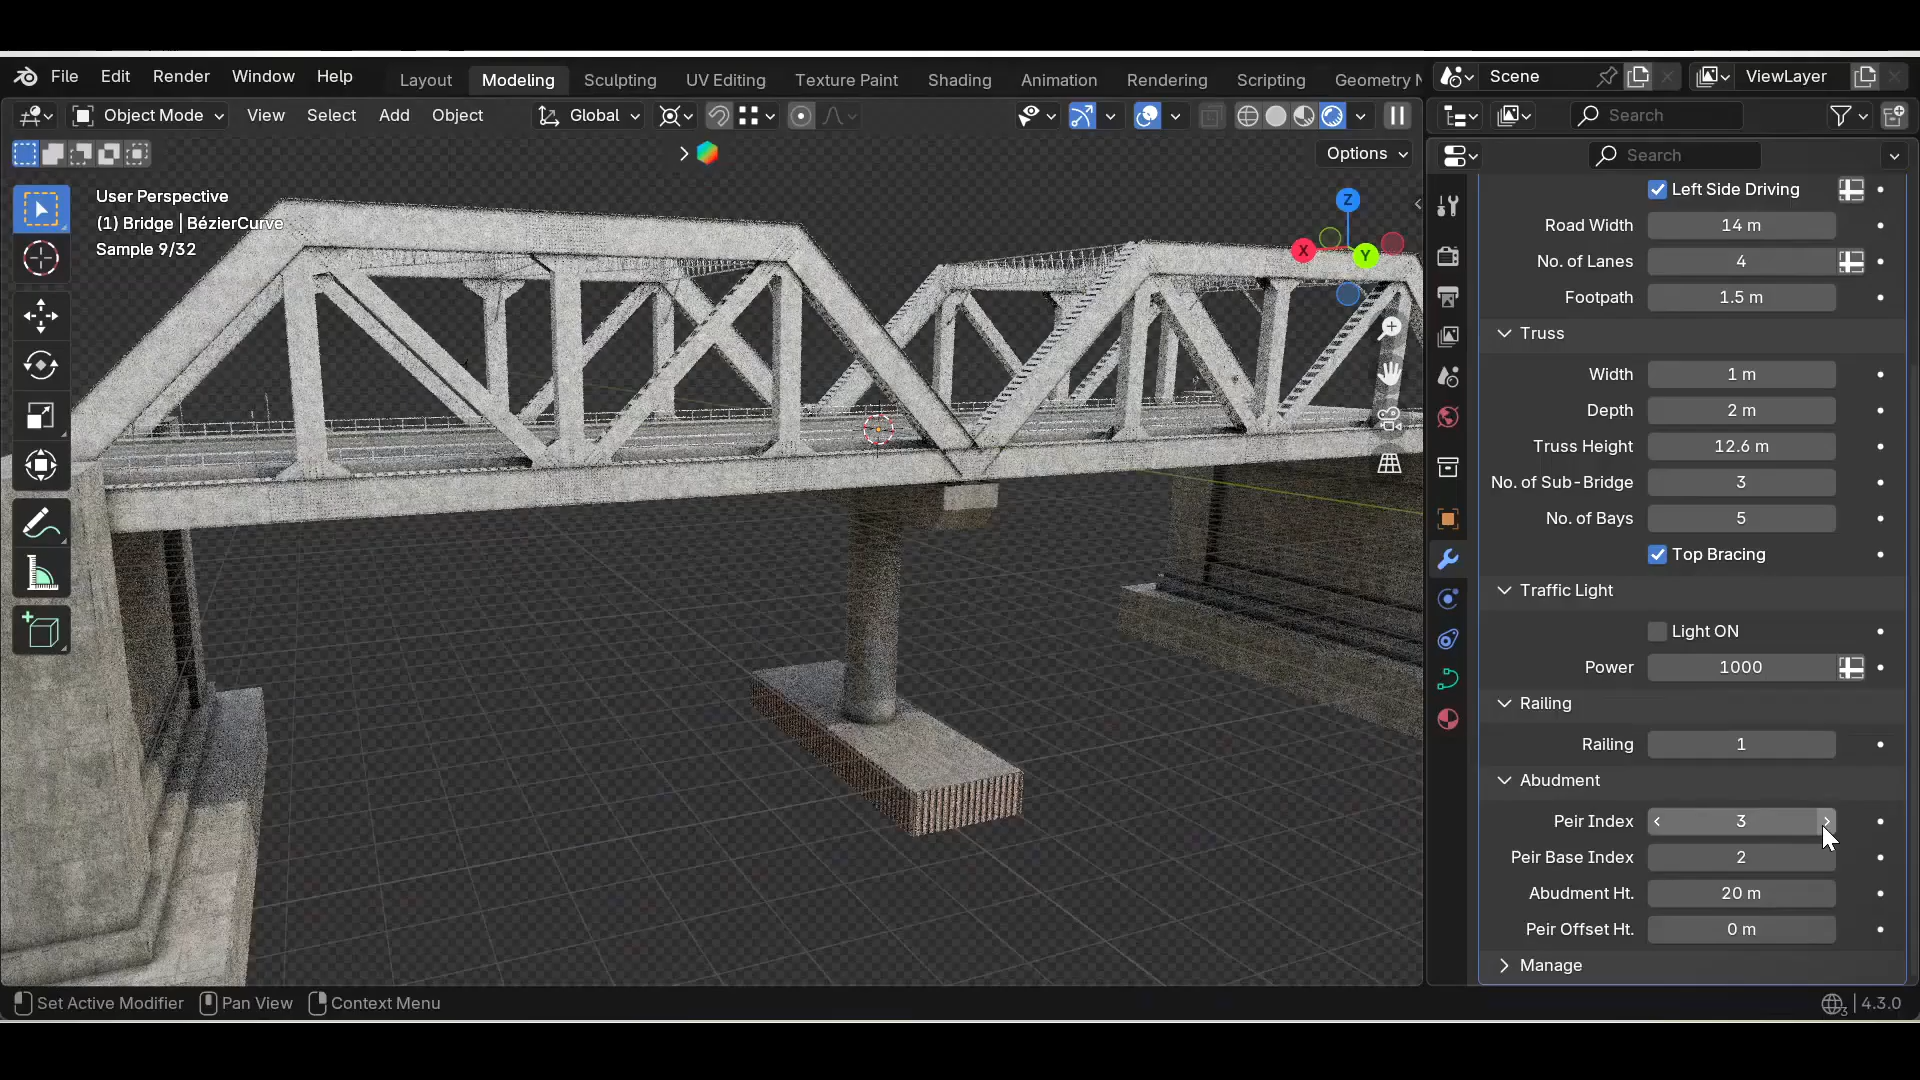 File Edit Render Window Help Layout Modeling Sculpting UV Editing Texture Paint Shading Animation Rendering Scripting Geometry N Scene ViewLayer
Object Mode View Select Add Object Global Search
Options Search
User Perspective
(1) Bridge | BézierCurve
Sample 9/32
Z
X
Y
Left Side Driving
Road Width 14 m
No. of Lanes 4
Footpath 1.5 m
Truss
Width 1 m
Depth 2 m
Truss Height 12.6 m
No. of Sub-Bridge 3
No. of Bays 5
Top Bracing
Traffic Light
Light ON
Power 1000
Railing
Railing 1
Abudment
Peir Index 3
Peir Base Index 2
Abudment Ht. 20 m
Peir Offset Ht. 0 m
Manage
Set Active Modifier Pan View Context Menu 3 4.3.0